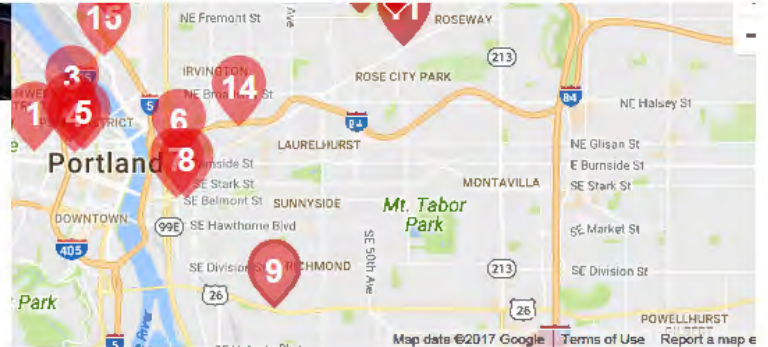 15
NE Fremont St
Ave
11
ROSEWAY
213
3
IRVINGTON
14
ROSE CITY PARK
84
NE Halsey St
1
5
5
6
84
LAURELHURST
NE Glisan St
E Burnside St
Portland
7
8
SE Stark St
MONTAVILLA
SE Stark St
SE Belmont St
SUNNYSIDE
Mt. Tabor
Park
DOWNTOWN
99E
SE Hawthorne Blvd
SE 50th Ave
SE Market St
405
SE Division St
9
RICHMOND
213
SE Division St
Park
26
26
POWELLHURST
5
Map data ©2017 Google
Terms of Use
Report a map e